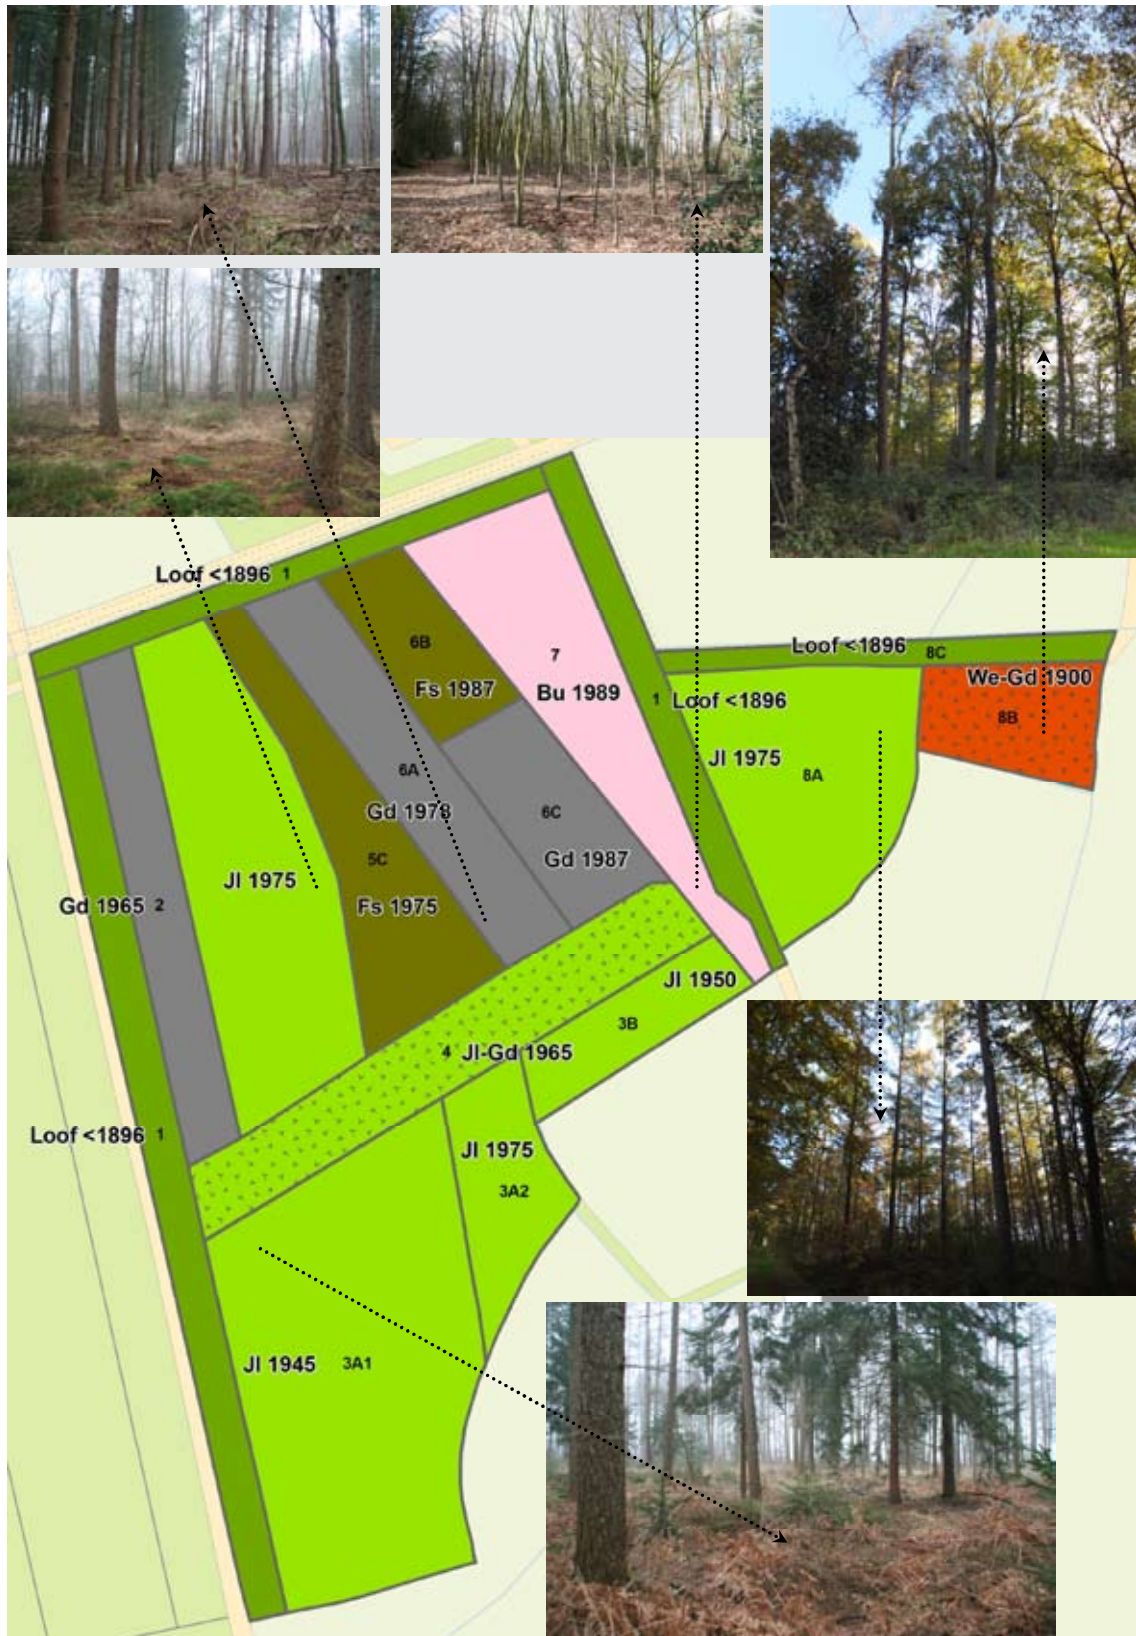 Loof <1896 1
6B
Fs 1987
7
Bu 1989
Loof <1896 8C
We-Gd 1900
8B
1 Loof <1896
Jl 1975 8A
6A
Gd 1978
6C
Gd 1987
5C
Fs 1975
Jl 1975
Gd 1965 2
Jl 1950
3B
4 Jl-Gd 1965
Loof <1896 1
Jl 1975
3A2
Jl 1945 3A1